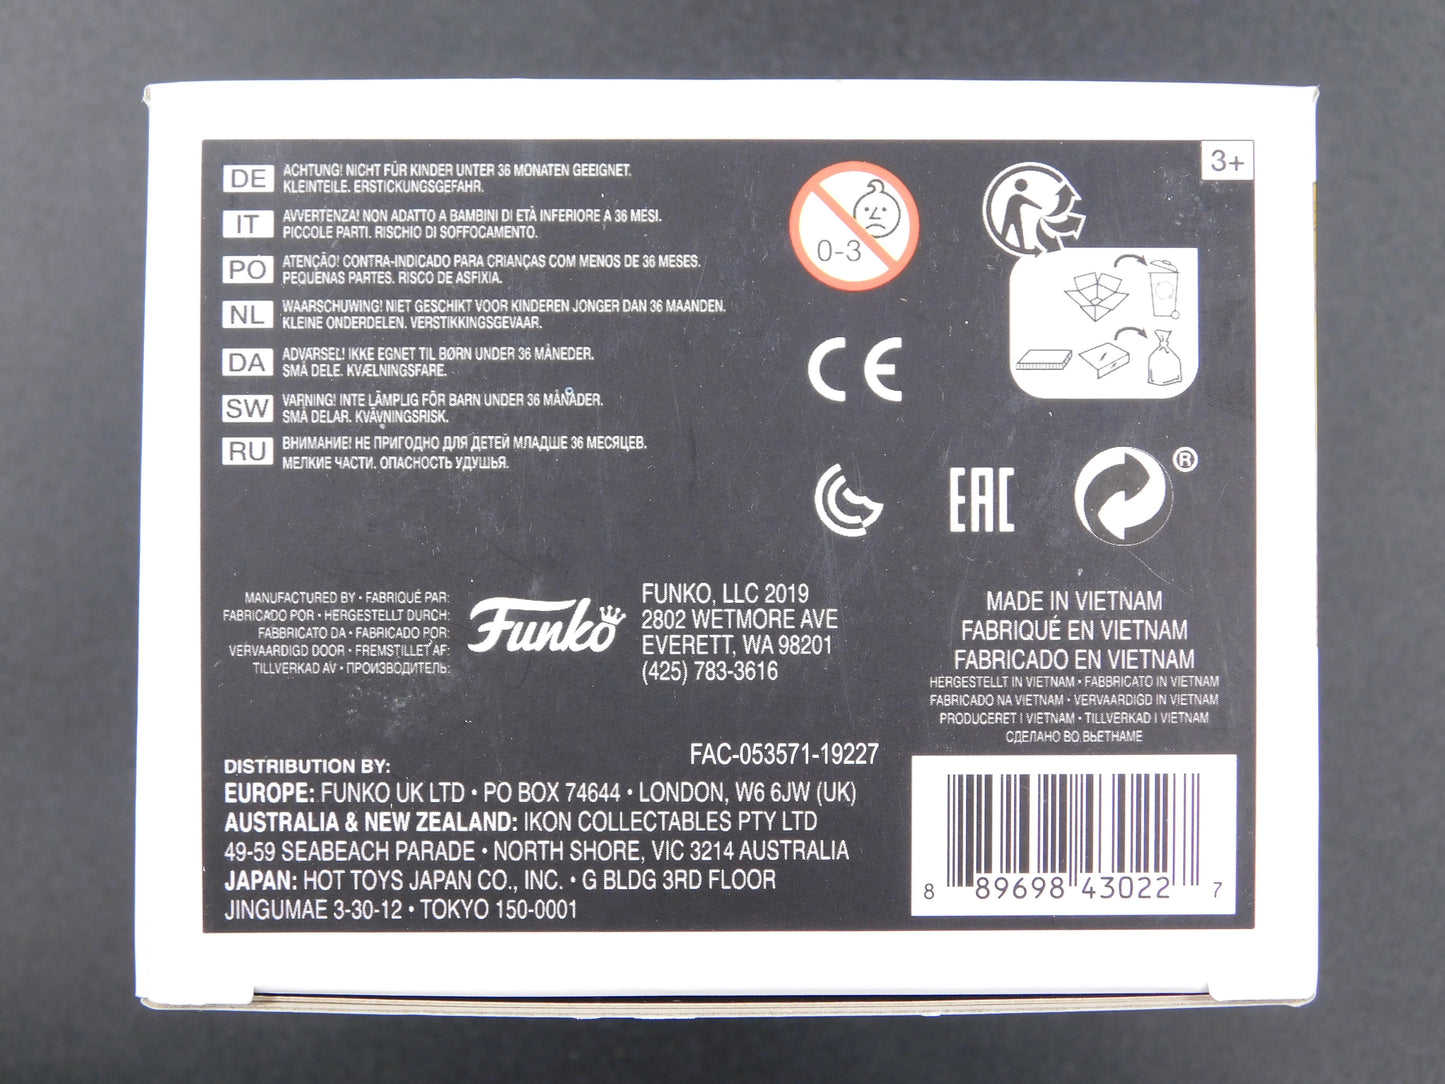 DE ACHTUNG! NICHT FÜR KINDER UNTER 36 MONATEN GEEIGNET.
KLEINTEILE. ERSTICKUNGSGEFAHR.
IT AVVERTENZA! NON ADATTO A BAMBINI DI ETÀ INFERIORE A 36 MESI.
PICCOLE PARTI. RISCHIO DI SOFFOCAMENTO.
PO ATENÇÃO! CONTRA-INDICADO PARA CRIANÇAS COM MENOS DE 36 MESES.
PEQUENAS PARTES. RISCO DE ASFIXIA.
NL WAARSCHUWING! NIET GESCHIKT VOOR KINDEREN JONGER DAN 36 MAANDEN.
KLEINE ONDERDELEN. VERSTIKKINGSGEVAAR.
DA ADVARSEL! IKKE EGNET TIL BØRN UNDER 36 MÅNEDER.
SMÅ DELE. KVÆLNINGSFARE.
SW VARNING! INTE LÄMPLIG FÖR BARN UNDER 36 MÅNADER.
SMÅ DELAR. KVÄVNINGSRISK.
RU ВНИМАНИЕ! НЕ ПРИГОДНО ДЛЯ ДЕТЕЙ МЛАДШЕ 36 МЕСЯЦЕВ.
МЕЛКИЕ ЧАСТИ. ОПАСНОСТЬ УДУШЬЯ.
0-3
3+
CE
EAC
®
MANUFACTURED BY • FABRIQUÉ PAR:
FABRICADO POR • HERGESTELLT DURCH:
FABBRICATO DA • FABRICADO POR:
VERVAARDIGD DOOR • FREMSTILLET AF:
TILLVERKAD AV • ПРОИЗВОДИТЕЛЬ:
Funko
FUNKO, LLC 2019
2802 WETMORE AVE
EVERETT, WA 98201
(425) 783-3616
MADE IN VIETNAM
FABRIQUÉ EN VIETNAM
FABRICADO EN VIETNAM
HERGESTELLT IN VIETNAM • FABBRICATO IN VIETNAM
FABRICADO NA VIETNAM • VERVAARDIGD IN VIETNAM
PRODUCERET I VIETNAM • TILLVERKAD I VIETNAM
СДЕЛАНО ВО ВЬЕТНАМЕ
FAC-053571-19227
DISTRIBUTION BY:
EUROPE: FUNKO UK LTD • PO BOX 74644 • LONDON, W6 6JW (UK)
AUSTRALIA & NEW ZEALAND: IKON COLLECTABLES PTY LTD
49-59 SEABEACH PARADE • NORTH SHORE, VIC 3214 AUSTRALIA
JAPAN: HOT TOYS JAPAN CO., INC. • G BLDG 3RD FLOOR
JINGUMAE 3-30-12 • TOKYO 150-0001
8 89698 43022 7